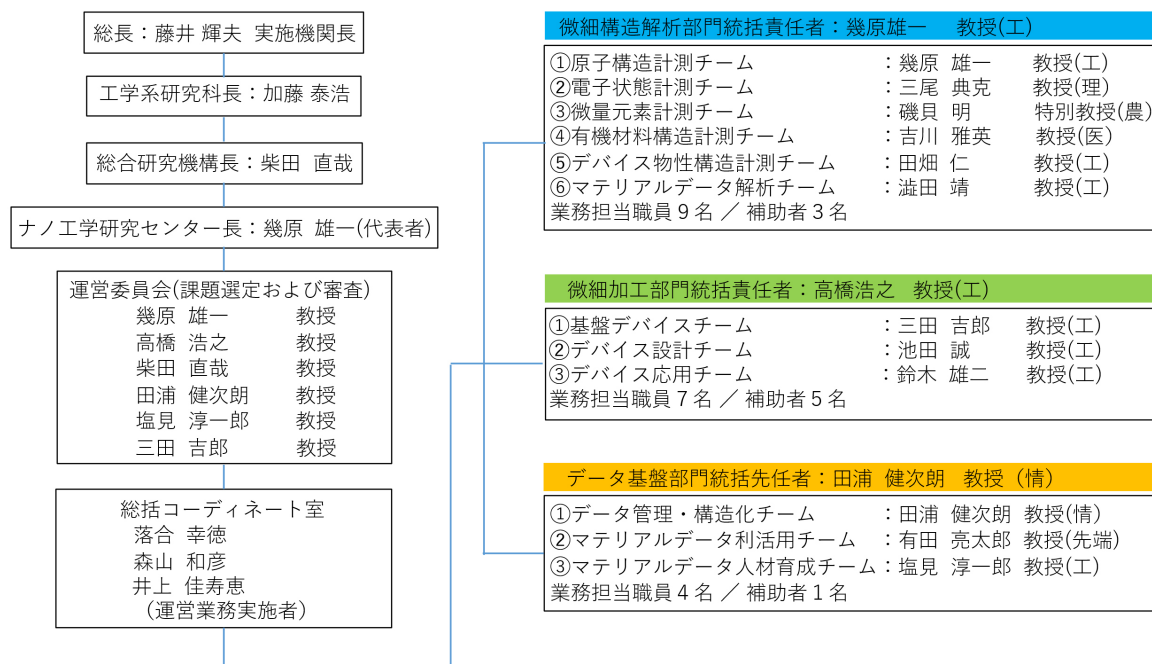 総長：藤井 輝夫 実施機関長
工学系研究科長：加藤 泰浩
総合研究機構長：柴田 直哉
ナノ工学研究センター長：幾原 雄一(代表者)
運営委員会(課題選定および審査)
幾原 雄一 教授
高橋 浩之 教授
柴田 直哉 教授
田浦 健次朗 教授
塩見 淳一郎 教授
三田 吉郎 教授
総括コーディネート室
落合 幸徳
森山 和彦
井上 佳寿恵
(運営業務実施者)
微細構造解析部門統括責任者：幾原雄一 教授(工)
①原子構造計測チーム ：幾原 雄一 教授(工)
②電子状態計測チーム ：三尾 典克 教授(理)
③微量元素計測チーム ：磯貝 明 特別教授(農)
④有機材料構造計測チーム ：吉川 雅英 教授(医)
⑤デバイス物性構造計測チーム ：田畑 仁 教授(工)
⑥マテリアルデータ解析チーム ：澁田 靖 教授(工)
業務担当職員９名 ／ 補助者３名
微細加工部門統括責任者：高橋浩之 教授(工)
①基盤デバイスチーム ：三田 吉郎 教授(工)
②デバイス設計チーム ：池田 誠 教授(工)
③デバイス応用チーム ：鈴木 雄二 教授(工)
業務担当職員７名 ／ 補助者５名
データ基盤部門統括先任者：田浦 健次朗 教授（情）
①データ管理・構造化チーム ：田浦 健次朗 教授(情)
②マテリアルデータ利活用チーム ：有田 亮太郎 教授(先端)
③マテリアルデータ人材育成チーム：塩見 淳一郎 教授(工)
業務担当職員４名 ／ 補助者１名